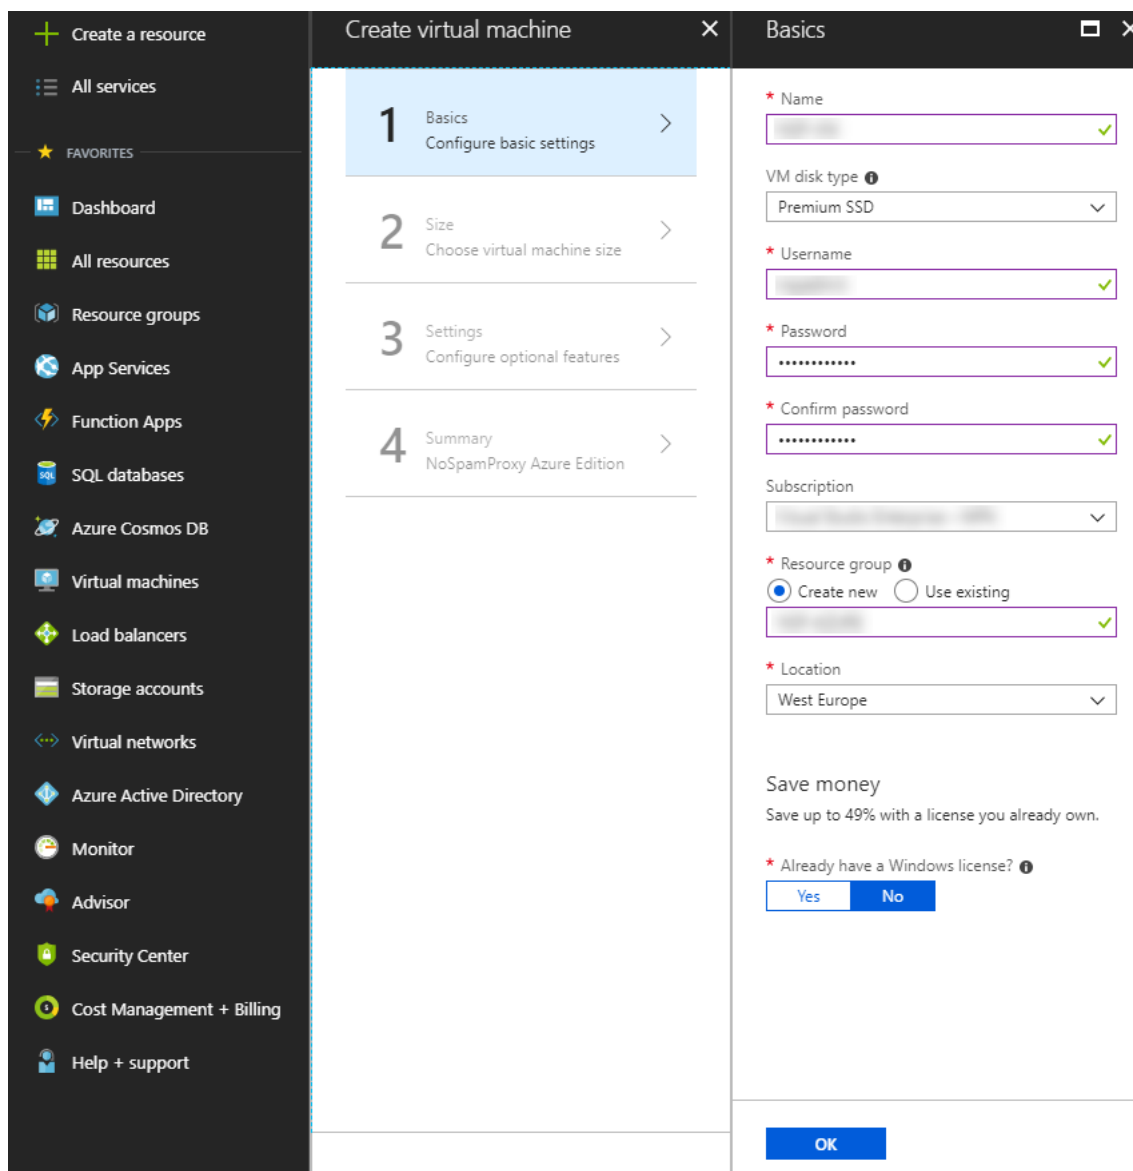 Create a resource
All services
FAVORITES
Dashboard
All resources
Resource groups
App Services
Function Apps
SQL databases
Azure Cosmos DB
Virtual machines
Load balancers
Storage accounts
Virtual networks
Azure Active Directory
Monitor
Advisor
Security Center
Cost Management + Billing
Help + support
Create virtual machine
1
Basics
Configure basic settings
2
Size
Choose virtual machine size
3
Settings
Configure optional features
4
Summary
NoSpamProxy Azure Edition
Basics
* Name
VM disk type
Premium SSD
* Username
* Password
••••••••••••
* Confirm password
••••••••••••
Subscription
* Resource group
Create new Use existing
* Location
West Europe
Save money
Save up to 49% with a license you already own.
* Already have a Windows license?
Yes No
OK